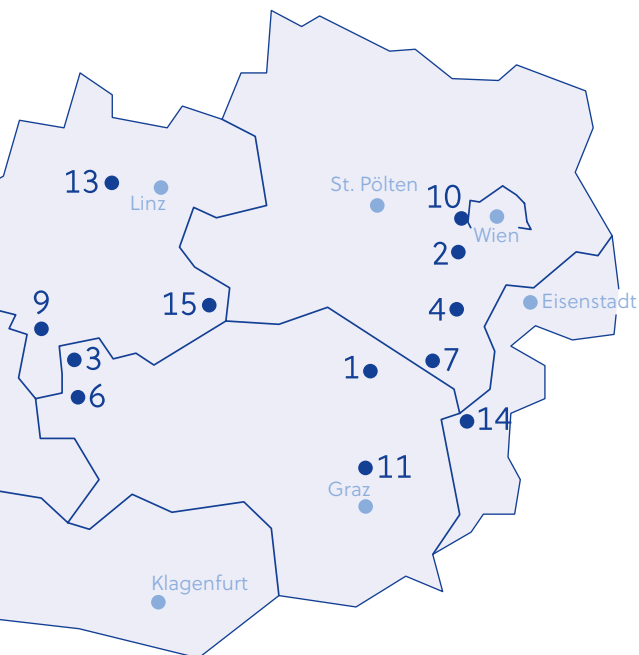 13
Linz
St. Pölten
10
Wien
2
9
15
4
Eisenstadt
3
1
7
6
14
11
Graz
Klagenfurt